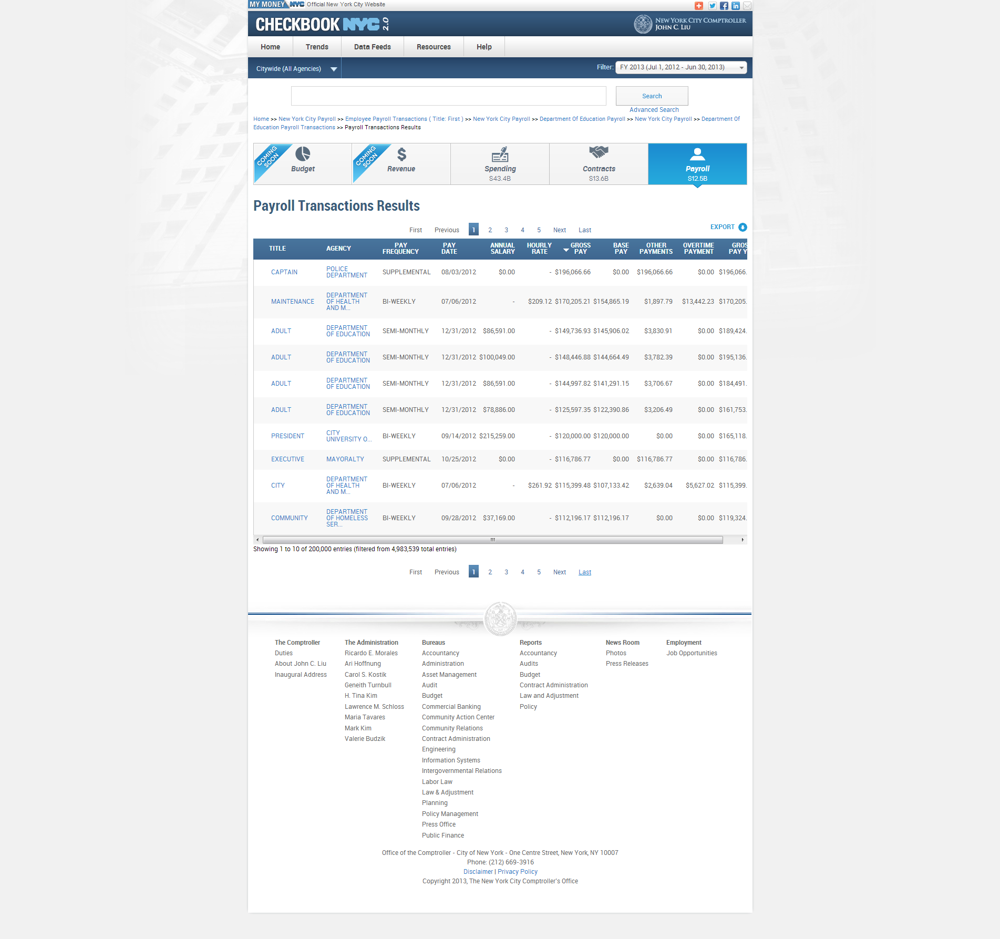 MY MONEY NYC Official New York City Website
CHECKBOOK NYC 2.0
NEW YORK CITY COMPTROLLER
JOHN C. LIU
Home Trends Data Feeds Resources Help
Citywide (All Agencies) Filter: FY 2013 (Jul 1, 2012 - Jun 30, 2013)
Search
Advanced Search
Home >> New York City Payroll >> Employee Payroll Transactions ( Title: First ) >> New York City Payroll >> Department Of Education Payroll >> New York City Payroll >> Department Of
Education Payroll Transactions >> Payroll Transactions Results
COMING SOON Budget
COMING SOON Revenue
Spending $43.4B
Contracts $13.6B
Payroll $12.5B
Payroll Transactions Results
First Previous 1 2 3 4 5 Next Last EXPORT
TITLE AGENCY PAY FREQUENCY PAY DATE ANNUAL SALARY HOURLY RATE GROSS PAY BASE PAY OTHER PAYMENTS OVERTIME PAYMENT GROS PAY Y
CAPTAIN POLICE DEPARTMENT SUPPLEMENTAL 08/03/2012 $0.00 - $196,066.66 $0.00 $196,066.66 $0.00 $196,066.
MAINTENANCE DEPARTMENT OF HEALTH AND M... BI-WEEKLY 07/06/2012 - $209.12 $170,205.21 $154,865.19 $1,897.79 $13,442.23 $170,205.
ADULT DEPARTMENT OF EDUCATION SEMI-MONTHLY 12/31/2012 $86,591.00 - $149,736.93 $145,906.02 $3,830.91 $0.00 $189,424.
ADULT DEPARTMENT OF EDUCATION SEMI-MONTHLY 12/31/2012 $100,049.00 - $148,446.88 $144,664.49 $3,782.39 $0.00 $195,136.
ADULT DEPARTMENT OF EDUCATION SEMI-MONTHLY 12/31/2012 $86,591.00 - $144,997.82 $141,291.15 $3,706.67 $0.00 $184,491.
ADULT DEPARTMENT OF EDUCATION SEMI-MONTHLY 12/31/2012 $78,886.00 - $125,597.35 $122,390.86 $3,206.49 $0.00 $161,753.
PRESIDENT CITY UNIVERSITY O... BI-WEEKLY 09/14/2012 $215,259.00 - $120,000.00 $120,000.00 $0.00 $0.00 $165,118.
EXECUTIVE MAYORALTY SUPPLEMENTAL 10/25/2012 $0.00 - $116,786.77 $0.00 $116,786.77 $0.00 $116,786.
CITY DEPARTMENT OF HEALTH AND M... BI-WEEKLY 07/06/2012 - $261.92 $115,399.48 $107,133.42 $2,639.04 $5,627.02 $115,399.
COMMUNITY DEPARTMENT OF HOMELESS SER... BI-WEEKLY 09/28/2012 $37,169.00 - $112,196.17 $112,196.17 $0.00 $0.00 $119,324.
Showing 1 to 10 of 200,000 entries (filtered from 4,983,539 total entries)
First Previous 1 2 3 4 5 Next Last
The Comptroller
Duties
About John C. Liu
Inaugural Address
The Administration
Ricardo E. Morales
Ari Hoffnung
Carol S. Kostik
Geneith Turnbull
H. Tina Kim
Lawrence M. Schloss
Maria Tavares
Mark Kim
Valerie Budzik
Bureaus
Accountancy
Administration
Asset Management
Audit
Budget
Commercial Banking
Community Action Center
Community Relations
Contract Administration
Engineering
Information Systems
Intergovernmental Relations
Labor Law
Law & Adjustment
Planning
Policy Management
Press Office
Public Finance
Reports
Accountancy
Audits
Budget
Contract Administration
Law and Adjustment
Policy
News Room
Photos
Press Releases
Employment
Job Opportunities
Office of the Comptroller - City of New York - One Centre Street, New York, NY 10007
Phone: (212) 669-3916
Disclaimer | Privacy Policy
Copyright 2013, The New York City Comptroller's Office